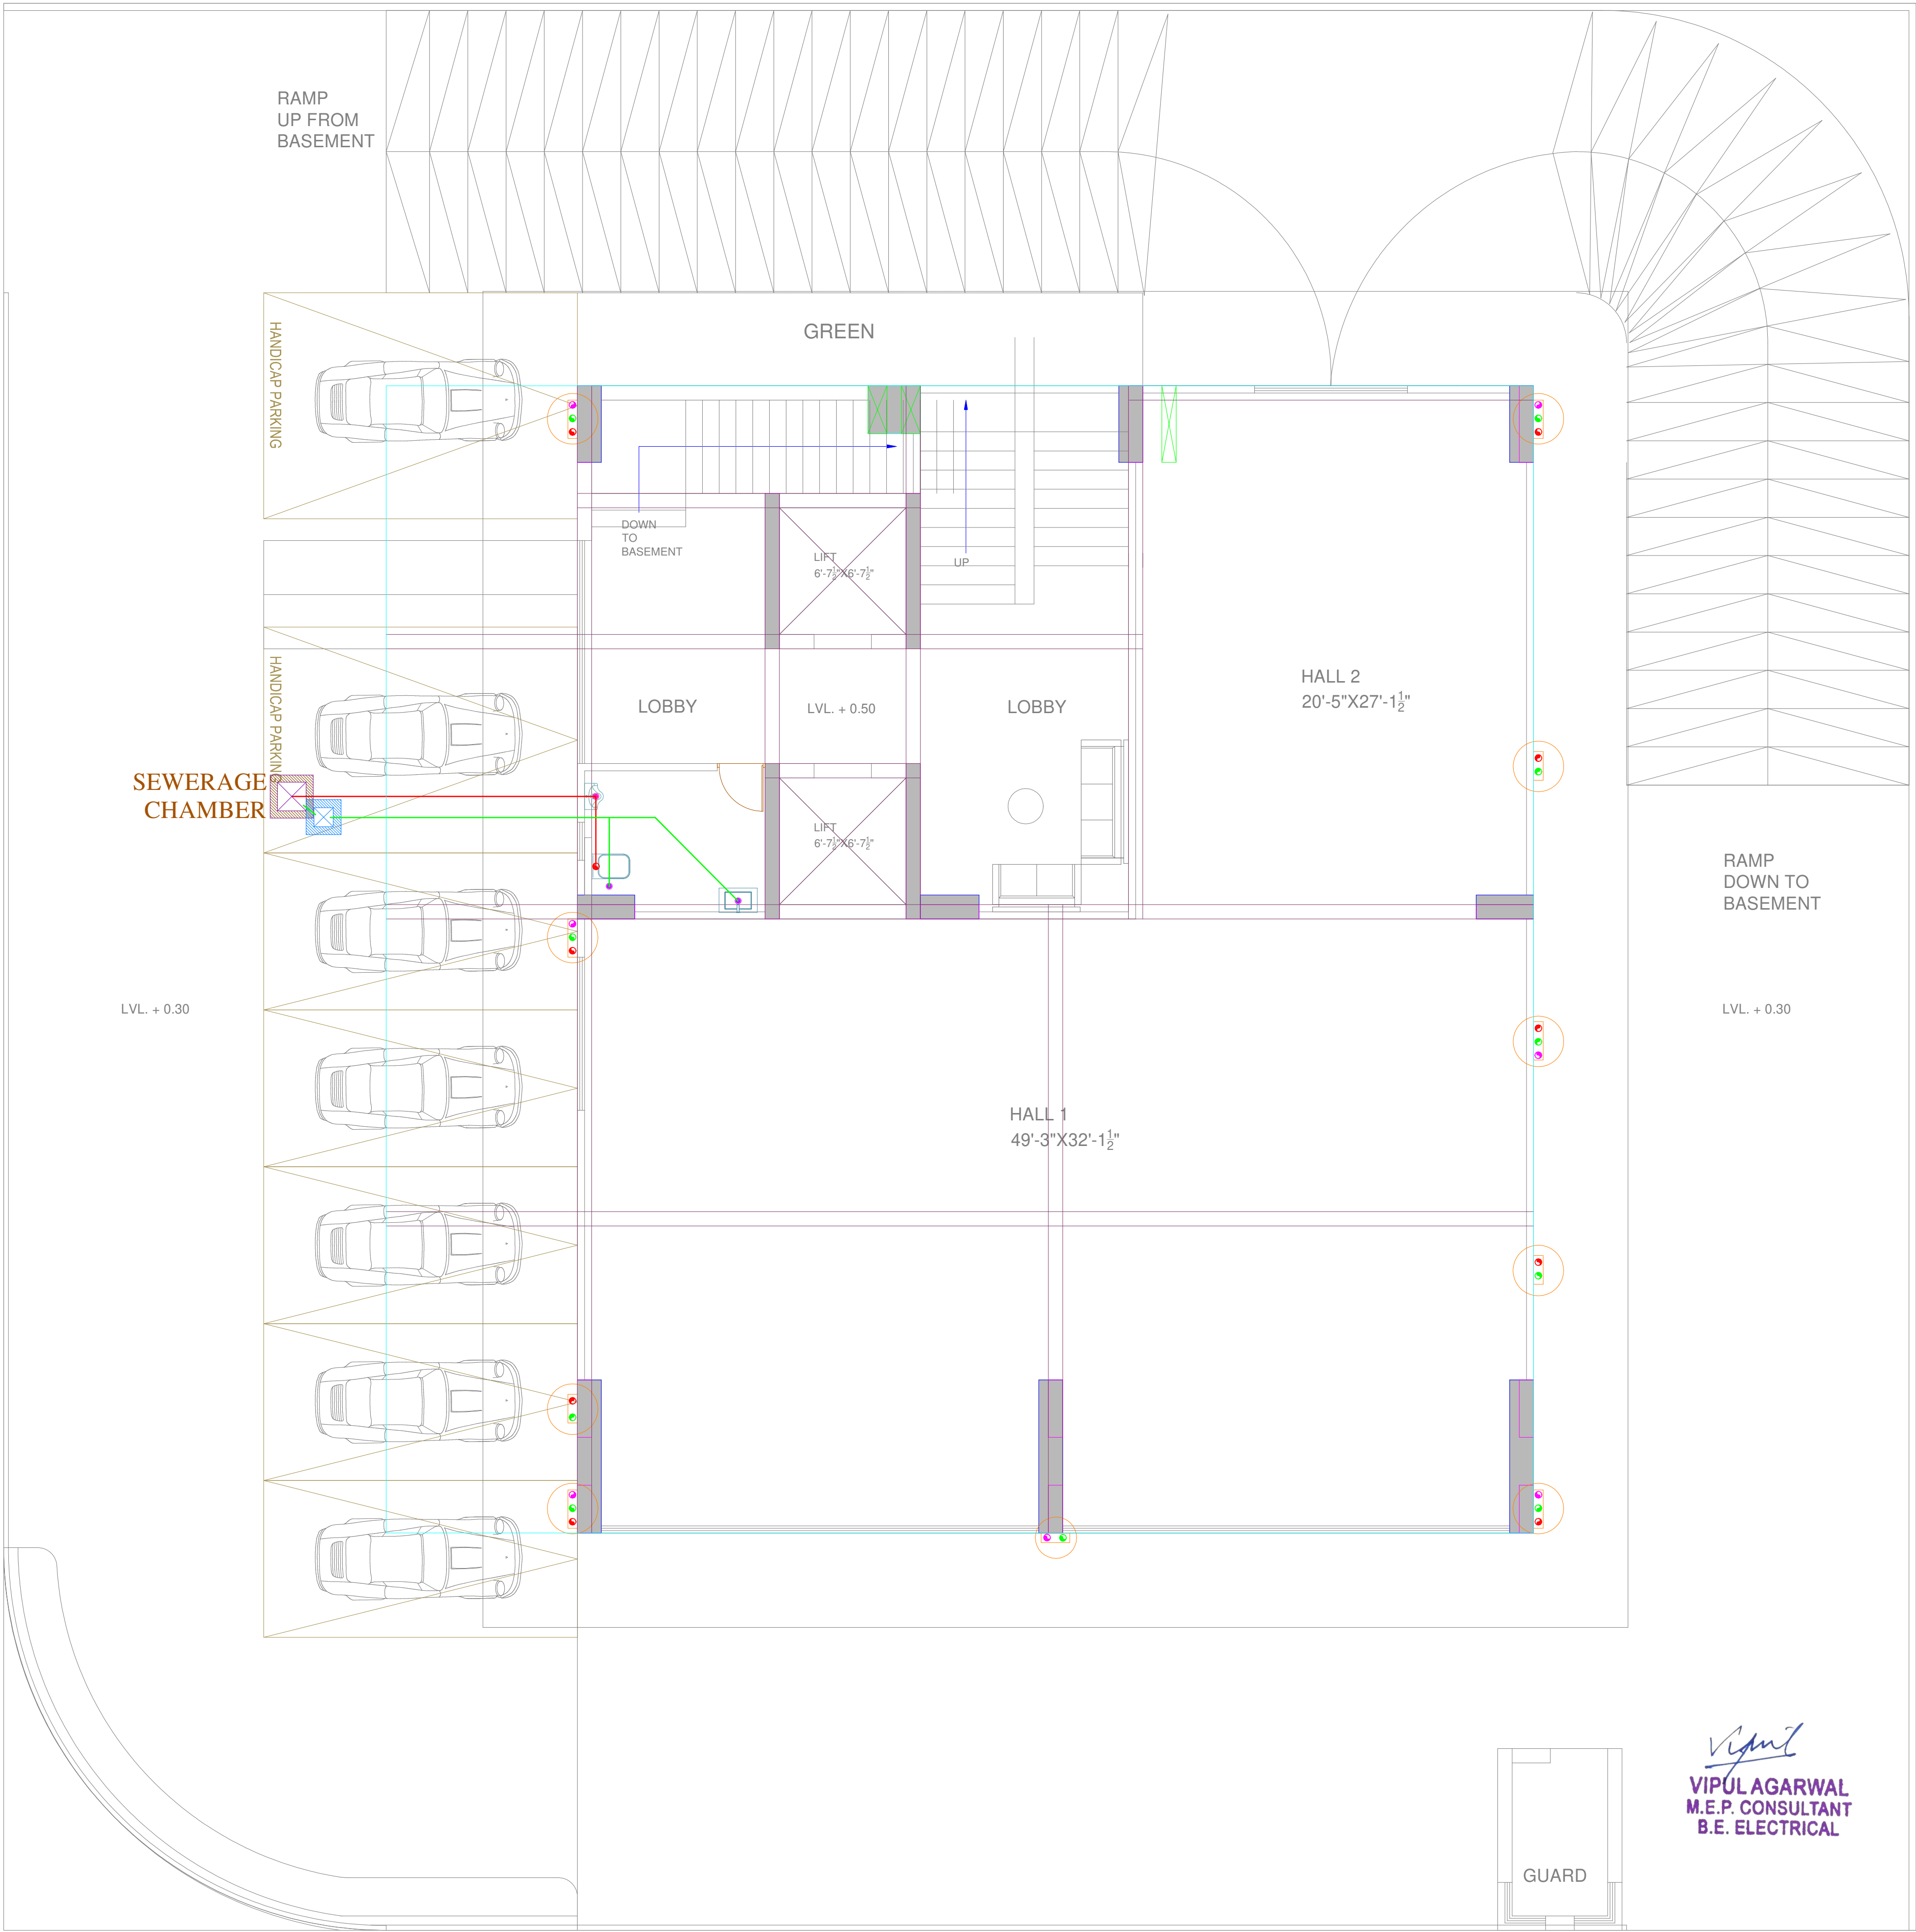 RAMP
UP FROM
BASEMENT
GREEN
HANDICAP PARKING
DOWN
TO
BASEMENT
LIFT
6'-7½"X6'-7½"
UP
HANDICAP PARKING
LOBBY
LVL. + 0.50
LOBBY
HALL 2
20'-5"X27'-1½"
SEWERAGE
CHAMBER
LIFT
6'-7½"X6'-7½"
RAMP
DOWN TO
BASEMENT
LVL. + 0.30
LVL. + 0.30
HALL 1
49'-3"X32'-1½"
Vipul
VIPUL AGARWAL
M.E.P. CONSULTANT
B.E. ELECTRICAL
GUARD